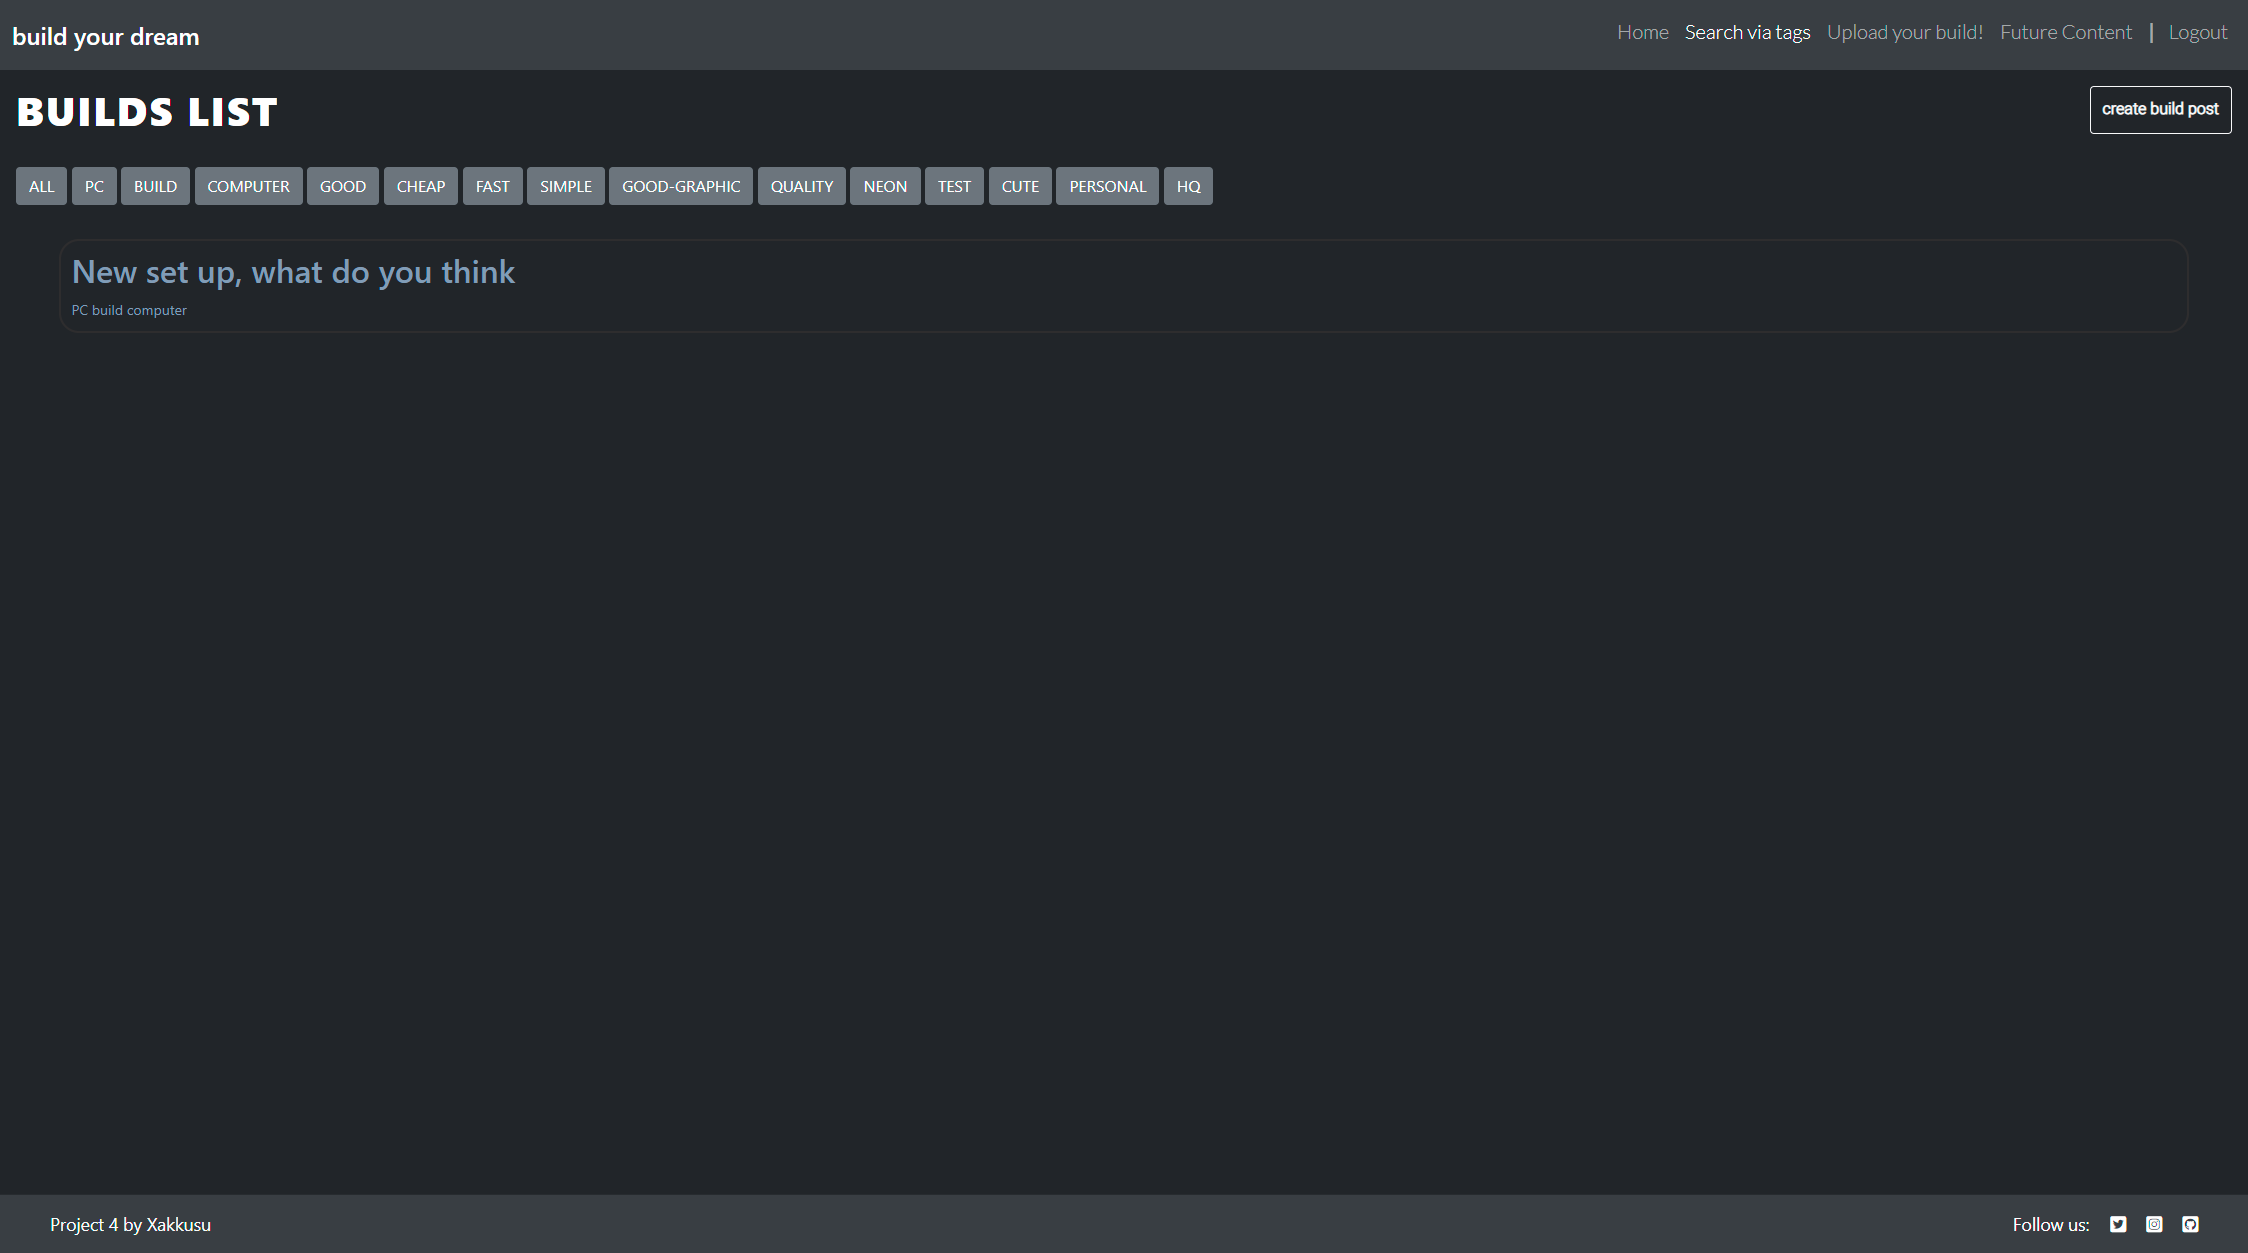 build your dream
Home Search via tags Upload your build! Future Content | Logout
BUILDS LIST
create build post
ALL PC BUILD COMPUTER GOOD CHEAP FAST SIMPLE GOOD-GRAPHIC QUALITY NEON TEST CUTE PERSONAL HQ
New set up, what do you think
PC build computer
Project 4 by Xakkusu
Follow us: